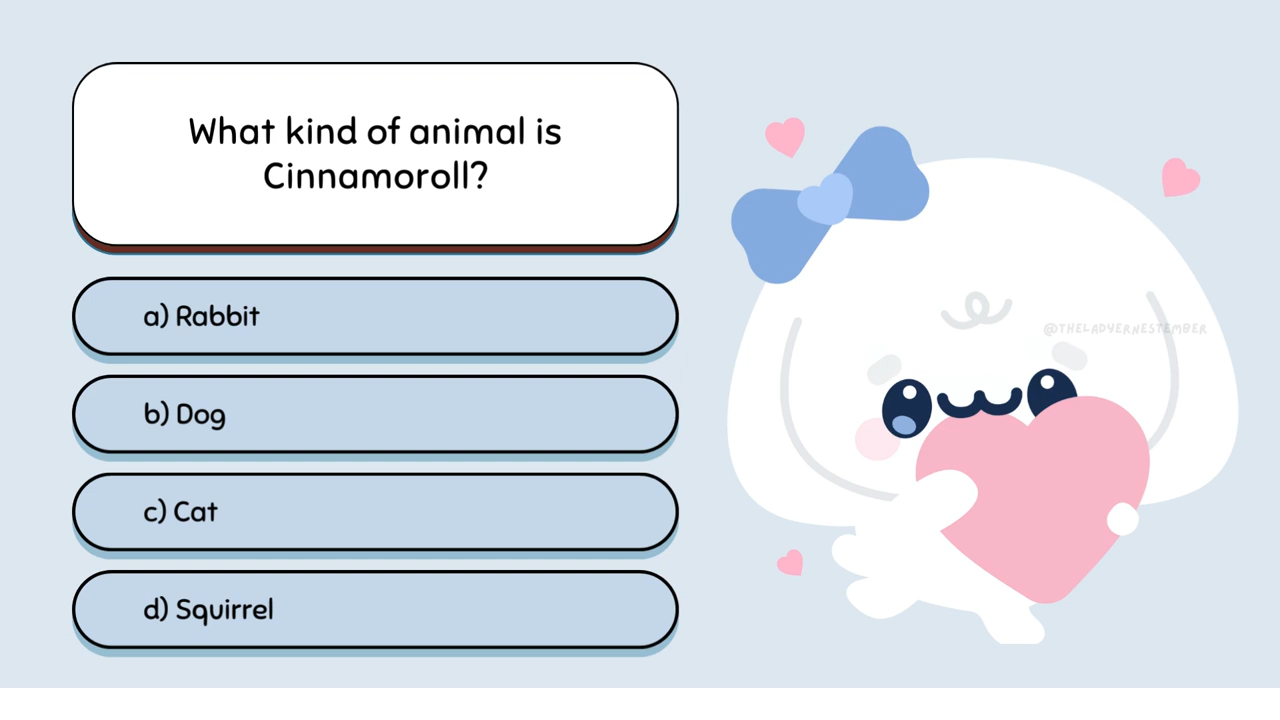 What kind of animal is
Cinnamoroll?
a) Rabbit
b) Dog
c) Cat
d) Squirrel
@THELADYERNESTEMBER